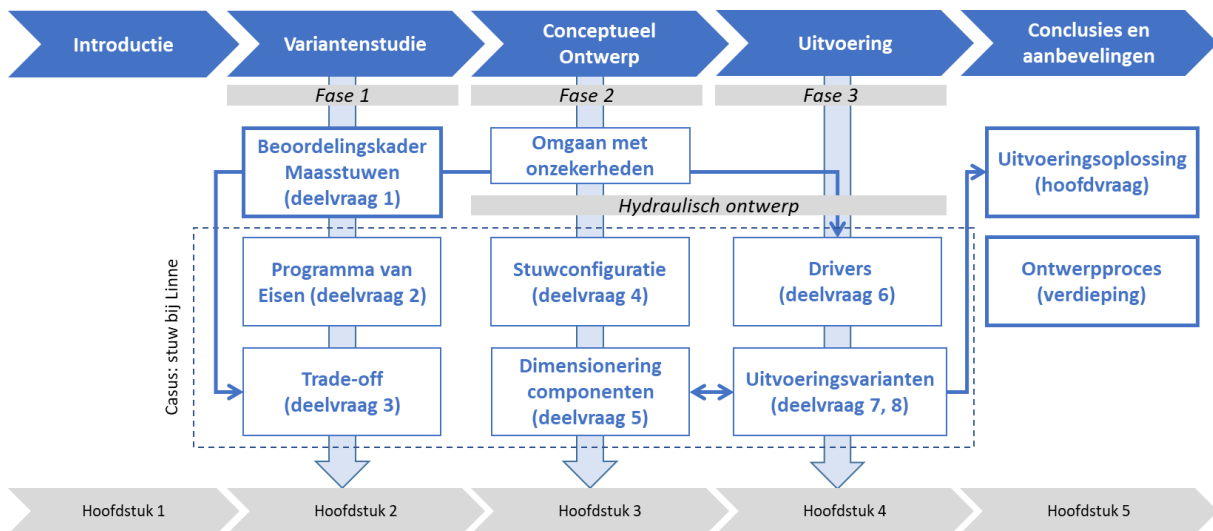 Introductie
Variantenstudie
Conceptueel
Ontwerp
Uitvoering
Conclusies en
aanbevelingen
Fase 1
Fase 2
Fase 3
Beoordelingskader
Maasstuwen
(deelvraag 1)
Omgaan met
onzekerheden
Uitvoeringsoplossing
(hoofdvraag)
Hydraulisch ontwerp
Casus: stuw bij Linne
Programma van
Eisen (deelvraag 2)
Stuwconfiguratie
(deelvraag 4)
Drivers
(deelvraag 6)
Ontwerpproces
(verdieping)
Trade-off
(deelvraag 3)
Dimensionering
componenten
(deelvraag 5)
Uitvoeringsvarianten
(deelvraag 7, 8)
Hoofdstuk 1
Hoofdstuk 2
Hoofdstuk 3
Hoofdstuk 4
Hoofdstuk 5